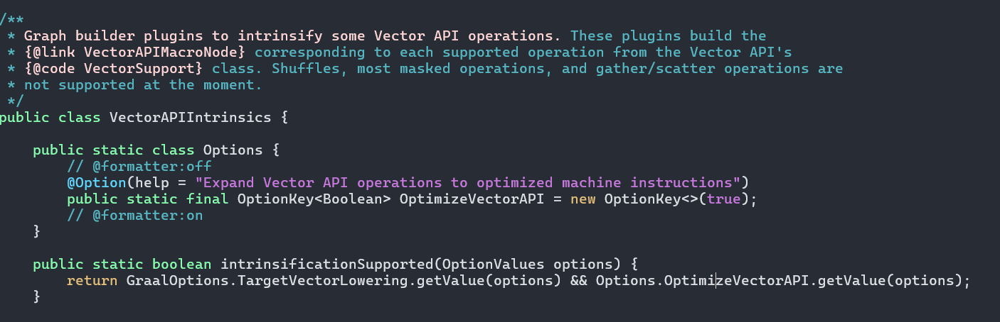 /**
 * Graph builder plugins to intrinsify some Vector API operations. These plugins build the
 * {@link VectorAPIMacroNode} corresponding to each supported operation from the Vector API's
 * {@code VectorSupport} class. Shuffles, most masked operations, and gather/scatter operations are
 * not supported at the moment.
 */
public class VectorAPIIntrinsics {

    public static class Options {
        // @formatter:off
        @Option(help = "Expand Vector API operations to optimized machine instructions")
        public static final OptionKey<Boolean> OptimizeVectorAPI = new OptionKey<>(true);
        // @formatter:on
    }

    public static boolean intrinsificationSupported(OptionValues options) {
        return GraalOptions.TargetVectorLowering.getValue(options) && Options.OptimizeVectorAPI.getValue(options);
    }